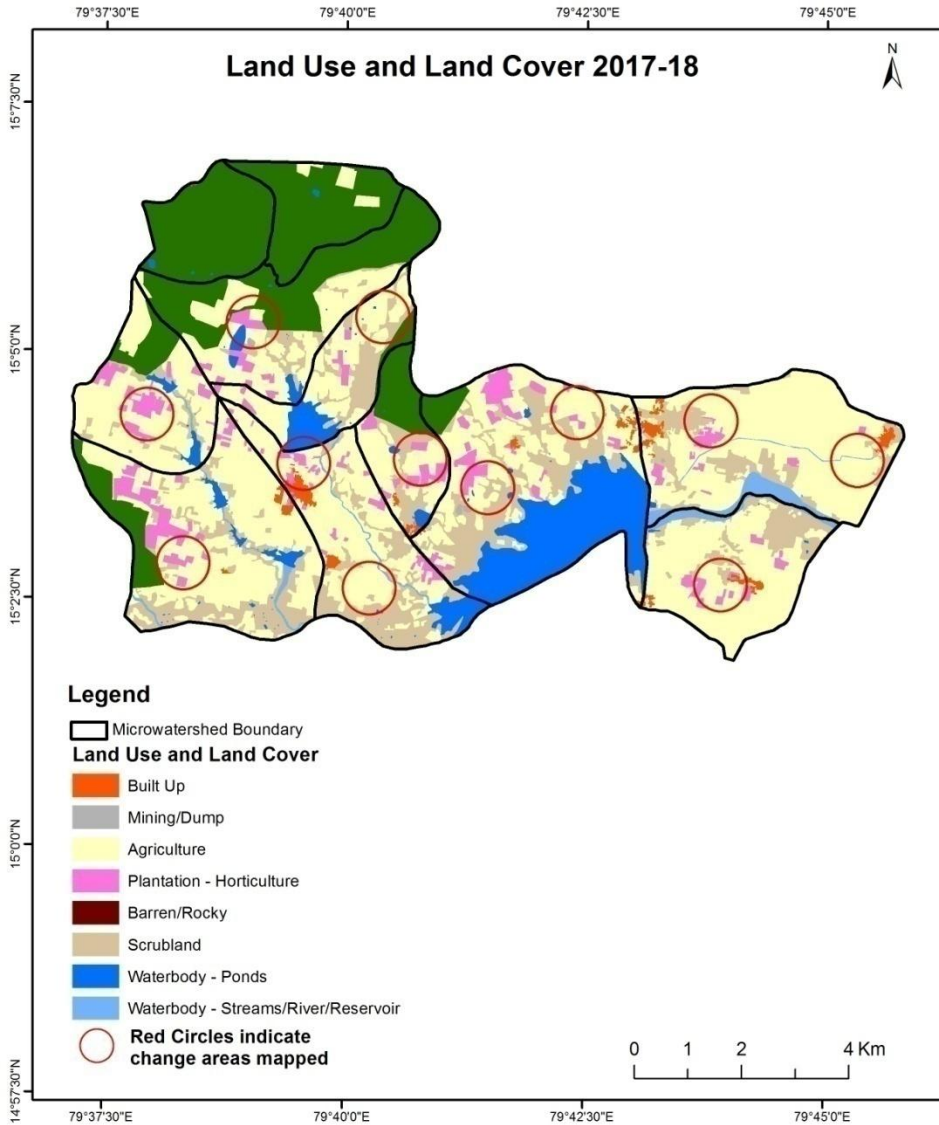 79°37'30"E 79°40'0"E 79°42'30"E 79°45'0"E
Land Use and Land Cover 2017-18
N
15°7'30"N
15°5'0"N
15°2'30"N
15°0'0"N
14°57'30"N
Legend
Microwatershed Boundary
Land Use and Land Cover
Built Up
Mining/Dump
Agriculture
Plantation - Horticulture
Barren/Rocky
Scrubland
Waterbody - Ponds
Waterbody - Streams/River/Reservoir
Red Circles indicate
change areas mapped
0 1 2 4 Km
79°37'30"E 79°40'0"E 79°42'30"E 79°45'0"E